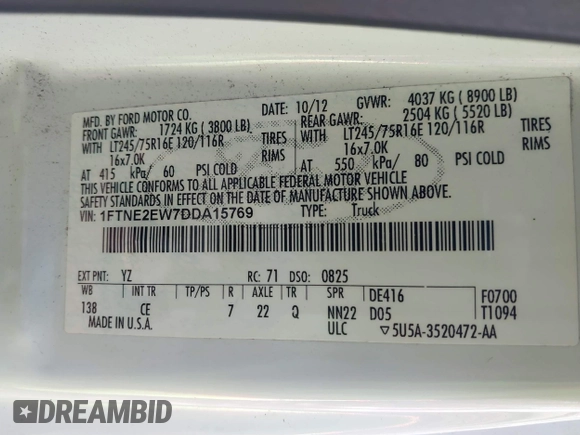 MFD. BY FORD MOTOR CO. DATE: 10/12 GVWR: 4037 KG ( 8900 LB)
FRONT GAWR: 1724 KG ( 3800 LB) REAR GAWR: 2504 KG ( 5520 LB)
WITH LT245/75R16E 120/116R TIRES WITH LT245/75R16E 120/116R TIRES
16x7.0K RIMS 16x7.0K RIMS
AT 415 kPa/ 60 PSI COLD AT 550 kPa/ 80 PSI COLD
THIS VEHICLE CONFORMS TO ALL APPLICABLE FEDERAL MOTOR VEHICLE
SAFETY STANDARDS IN EFFECT ON THE DATE OF MANUFACTURE SHOWN ABOVE.
VIN: 1FTNE2EW7DDA15769 TYPE: Truck
EXT PNT: YZ RC: 71 DSO: 0825
WB INT TR TP/PS R AXLE TR SPR DE416 F0700
138 CE 7 22 Q NN22 D05 T1094
MADE IN U.S.A. ULC ▽5U5A-3520472-AA
DREAMBID